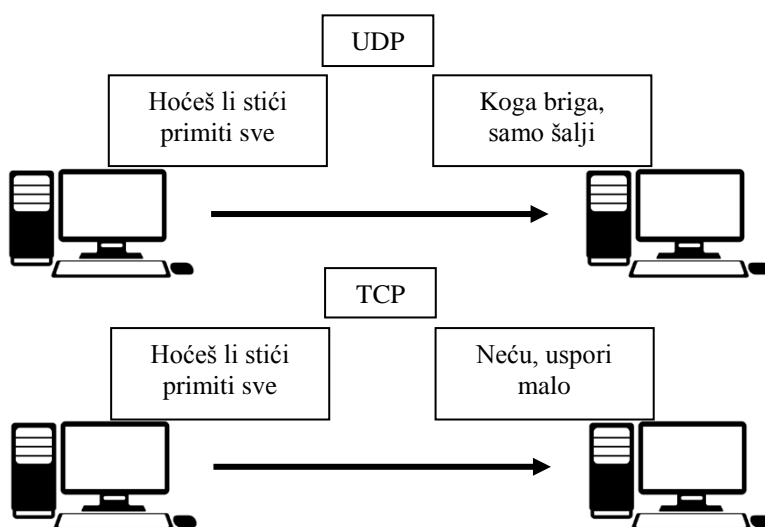 UDP
Hoćeš li stići
primiti sve
Koga briga,
samo šalji
TCP
Hoćeš li stići
primiti sve
Neću, uspori
malo